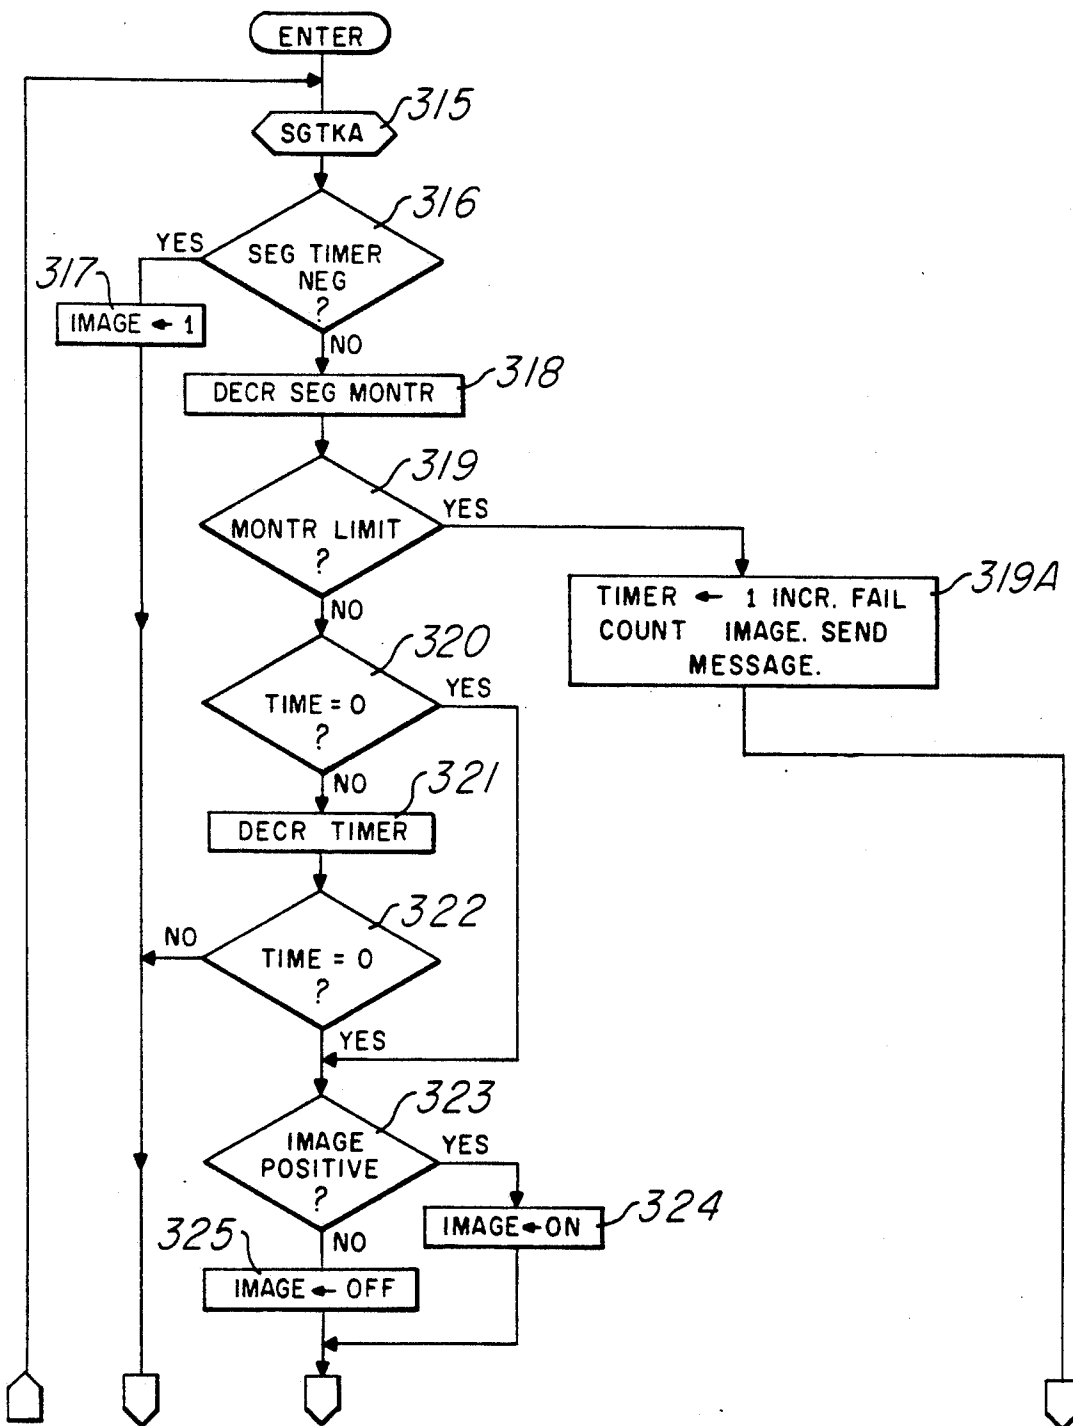 ENTER
315
SGTKA
316
YES
SEG TIMER
NEG
?
317
IMAGE ← 1
NO
318
DECR SEG MONTR
319
YES
MONTR LIMIT
?
319A
TIMER ← 1 INCR. FAIL
COUNT IMAGE. SEND
MESSAGE.
NO
320
YES
TIME = 0
?
NO
321
DECR TIMER
322
NO
TIME = 0
?
YES
323
IMAGE
POSITIVE
?
YES
324
IMAGE ← ON
NO
325
IMAGE ← OFF